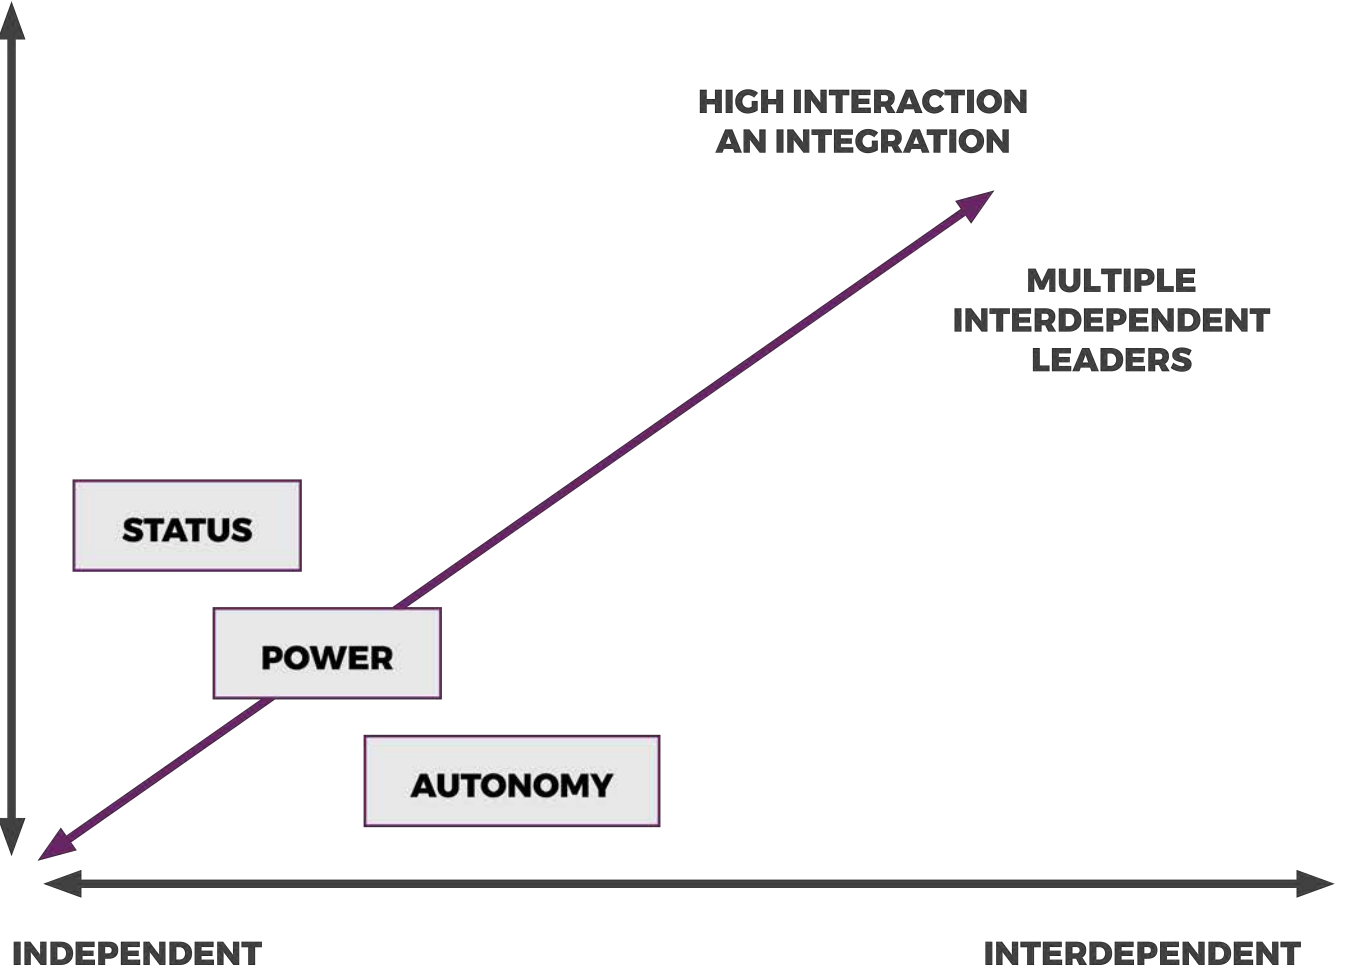 HIGH INTERACTION
AN INTEGRATION
MULTIPLE
INTERDEPENDENT
LEADERS
STATUS
POWER
AUTONOMY
INDEPENDENT
INTERDEPENDENT